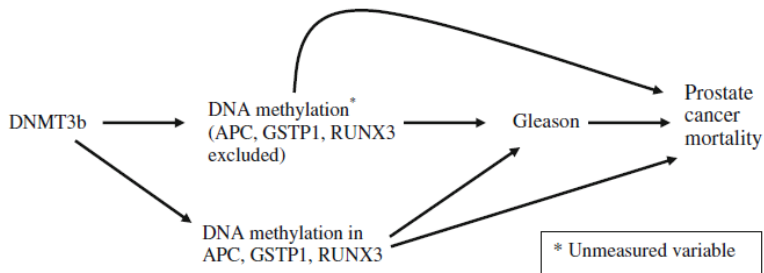 DNMT3b
DNA methylation*
(APC, GSTP1, RUNX3
excluded)
Gleason
Prostate
cancer
mortality
DNA methylation in
APC, GSTP1, RUNX3
* Unmeasured variable